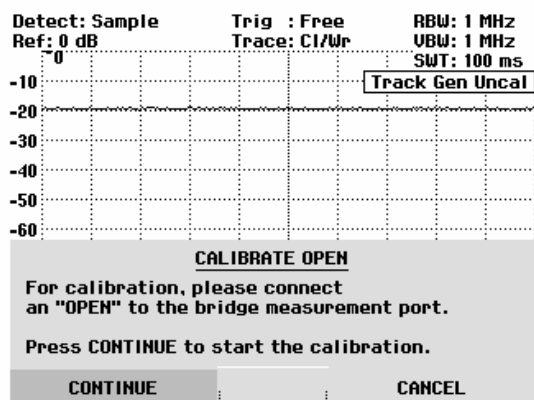 Detect: Sample Trig : Free RBW: 1 MHz
Ref: 0 dB Trace: Cl/Wr VBW: 1 MHz
0 SWT: 100 ms
-10 Track Gen Uncal
-20
-30
-40
-50
-60
CALIBRATE OPEN
For calibration, please connect
an "OPEN" to the bridge measurement port.
Press CONTINUE to start the calibration.
CONTINUE CANCEL